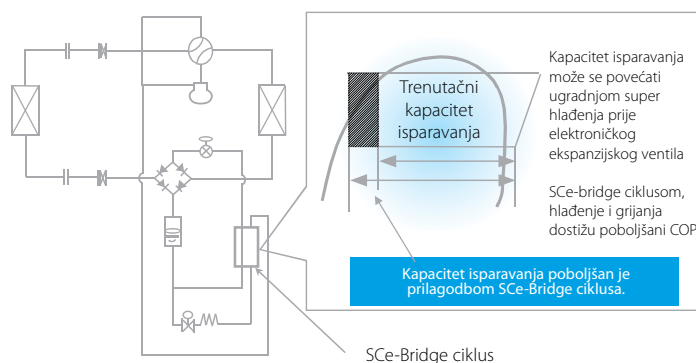 Trenutačni
kapacitet
isparavanja
Kapacitet isparavanja
može se povećati
ugradnjom super
hlađenja prije
elektroničkog
ekspanzijskog ventila
SCe-bridge ciklusom,
hlađenje i grijanja
dostižu poboljšani COP
Kapacitet isparavanja poboljšan je
prilagodbom SCe-Bridge ciklusa.
SCe-Bridge ciklus